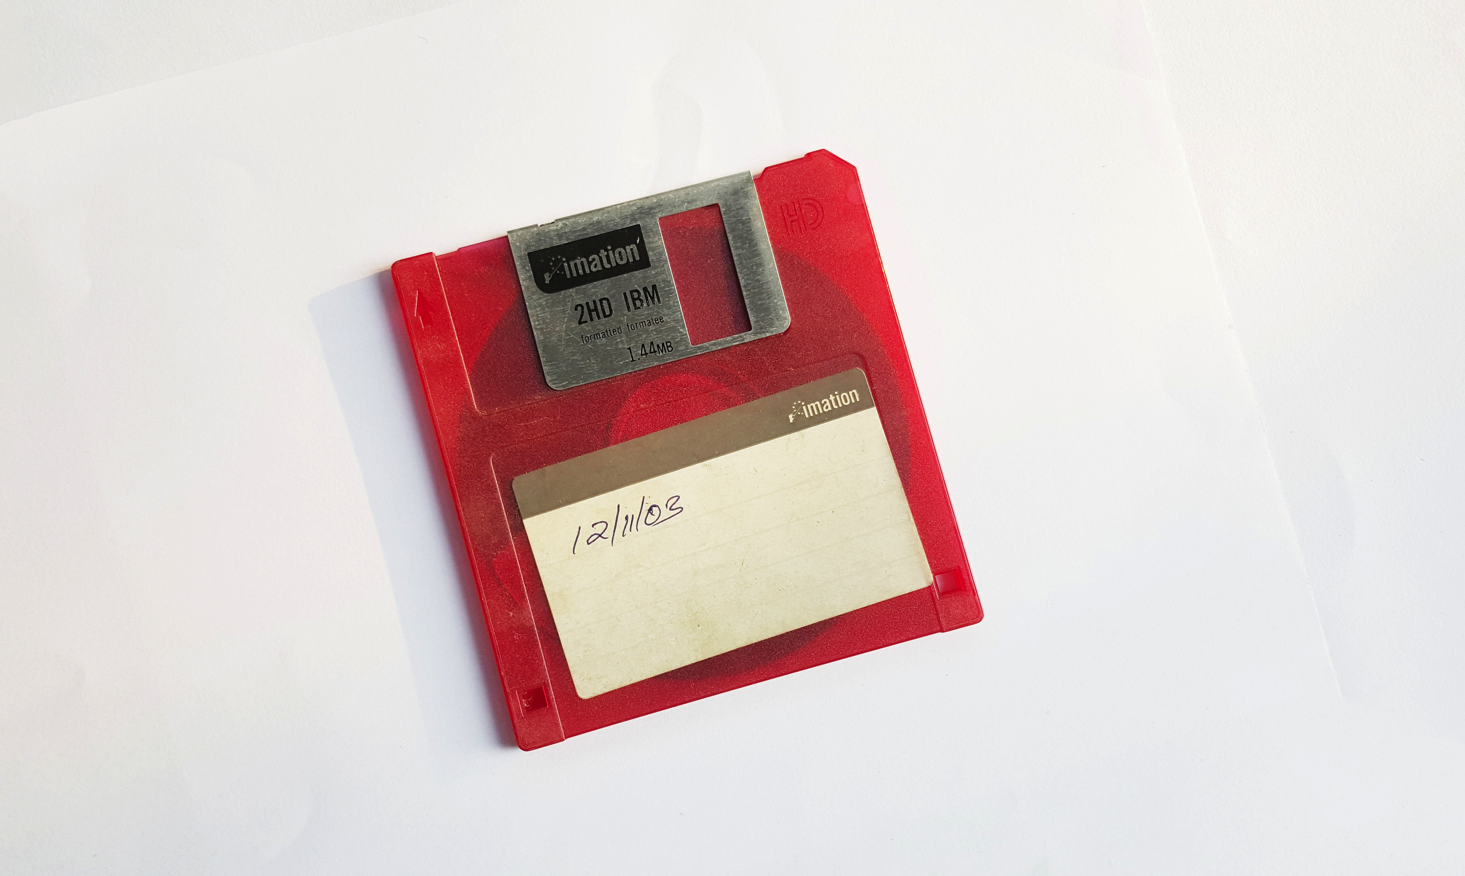 HD
imation
2HD IBM
formatted formatee
1.44MB
imation
12/11/03